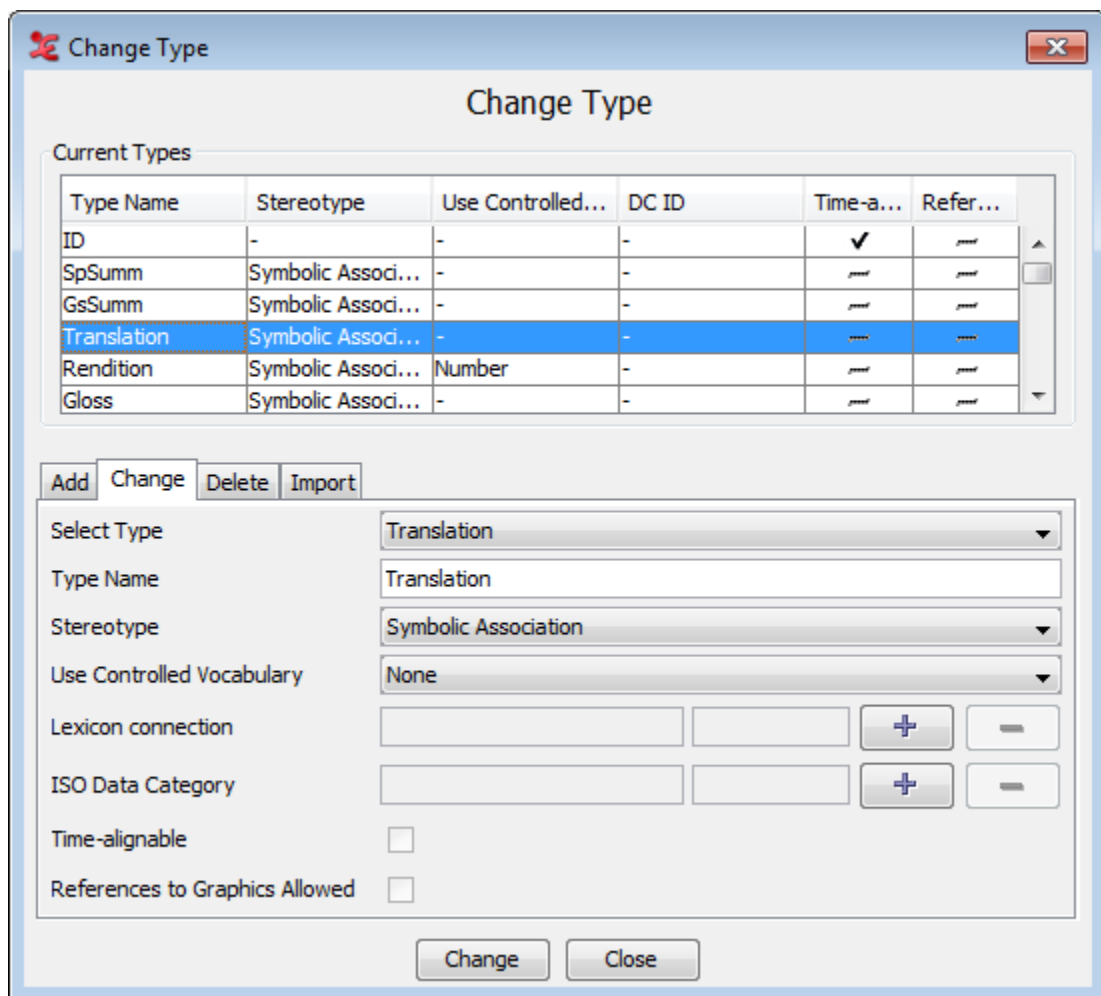 Change Type
Change Type
Current Types
Type Name Stereotype Use Controlled... DC ID Time-a... Refer...
ID - - -
SpSumm Symbolic Associ... - -
GsSumm Symbolic Associ... - -
Translation Symbolic Associ... - -
Rendition Symbolic Associ... Number -
Gloss Symbolic Associ... - -
Add Change Delete Import
Select Type Translation
Type Name Translation
Stereotype Symbolic Association
Use Controlled Vocabulary None
Lexicon connection
ISO Data Category
Time-alignable
References to Graphics Allowed
Change Close